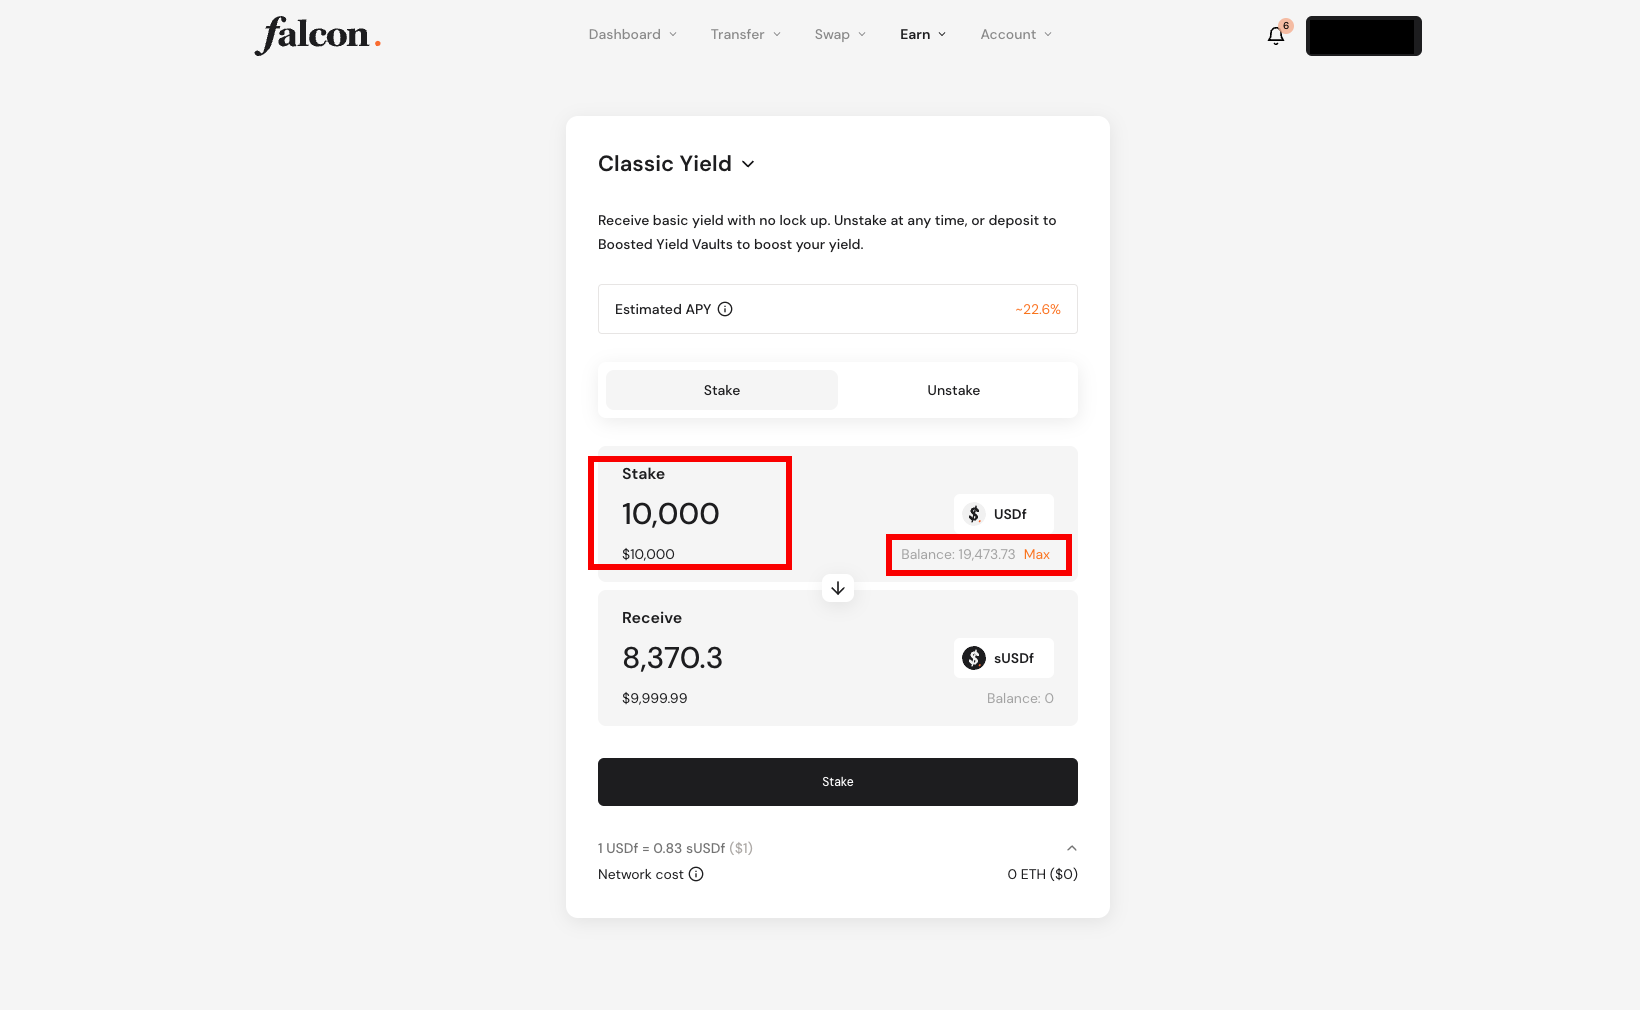 falcon.
Dashboard Transfer Swap Earn Account
6
Classic Yield
Receive basic yield with no lock up. Unstake at any time, or deposit to
Boosted Yield Vaults to boost your yield.
Estimated APY ~22.6%
Stake Unstake
Stake
10,000 USDf
$10,000 Balance: 19,473.73 Max
Receive
8,370.3 sUSDf
$9,999.99 Balance: 0
Stake
1 USDf = 0.83 sUSDf ($1)
Network cost 0 ETH ($0)